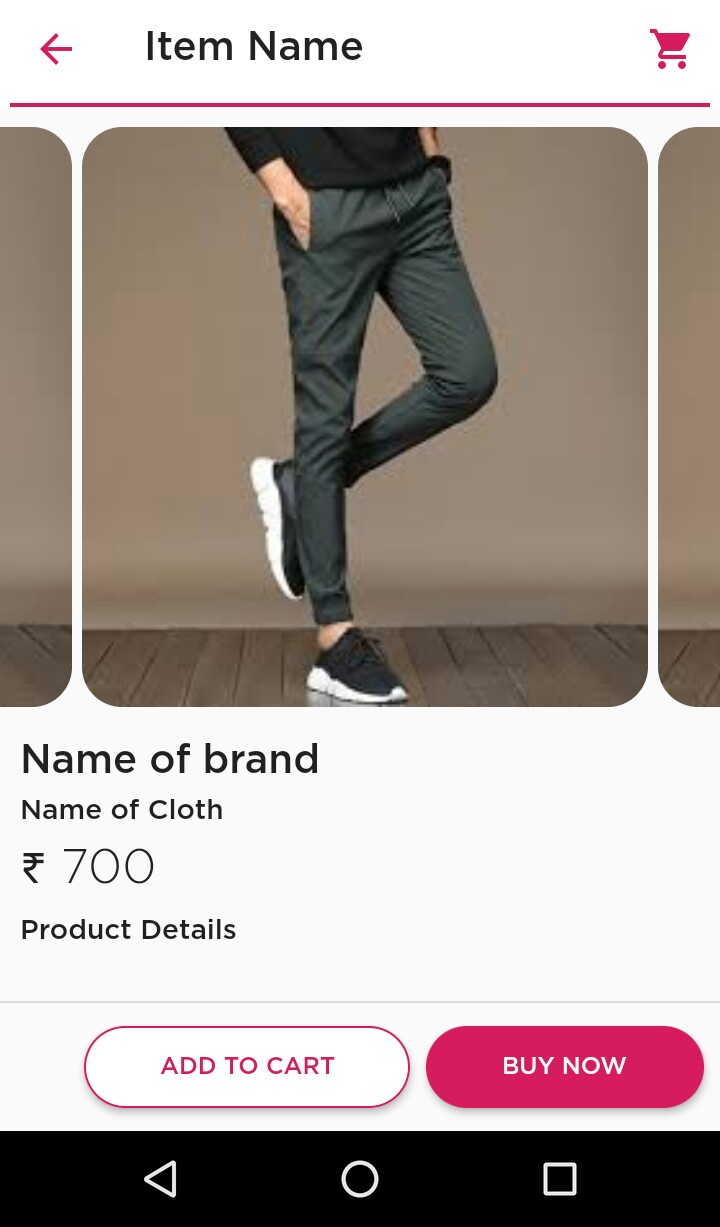 Item Name
Name of brand
Name of Cloth
₹ 700
Product Details
ADD TO CART
BUY NOW